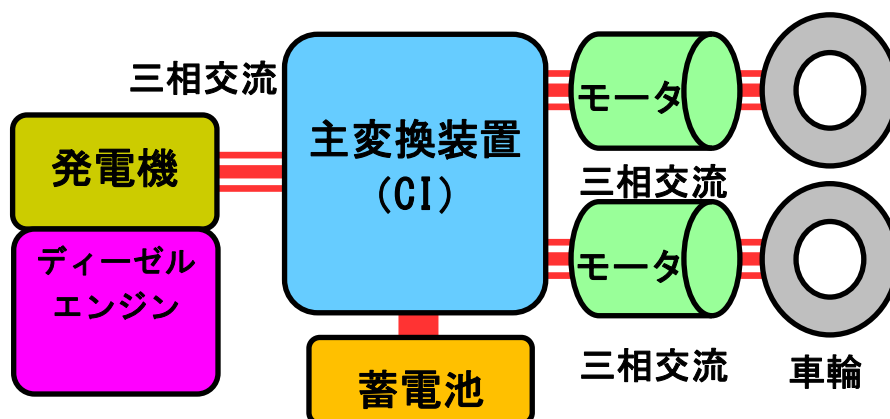 三相交流
発電機
ディーゼル
エンジン
主変換装置
(CI)
蓄電池
モータ
三相交流
モータ
三相交流
車輪